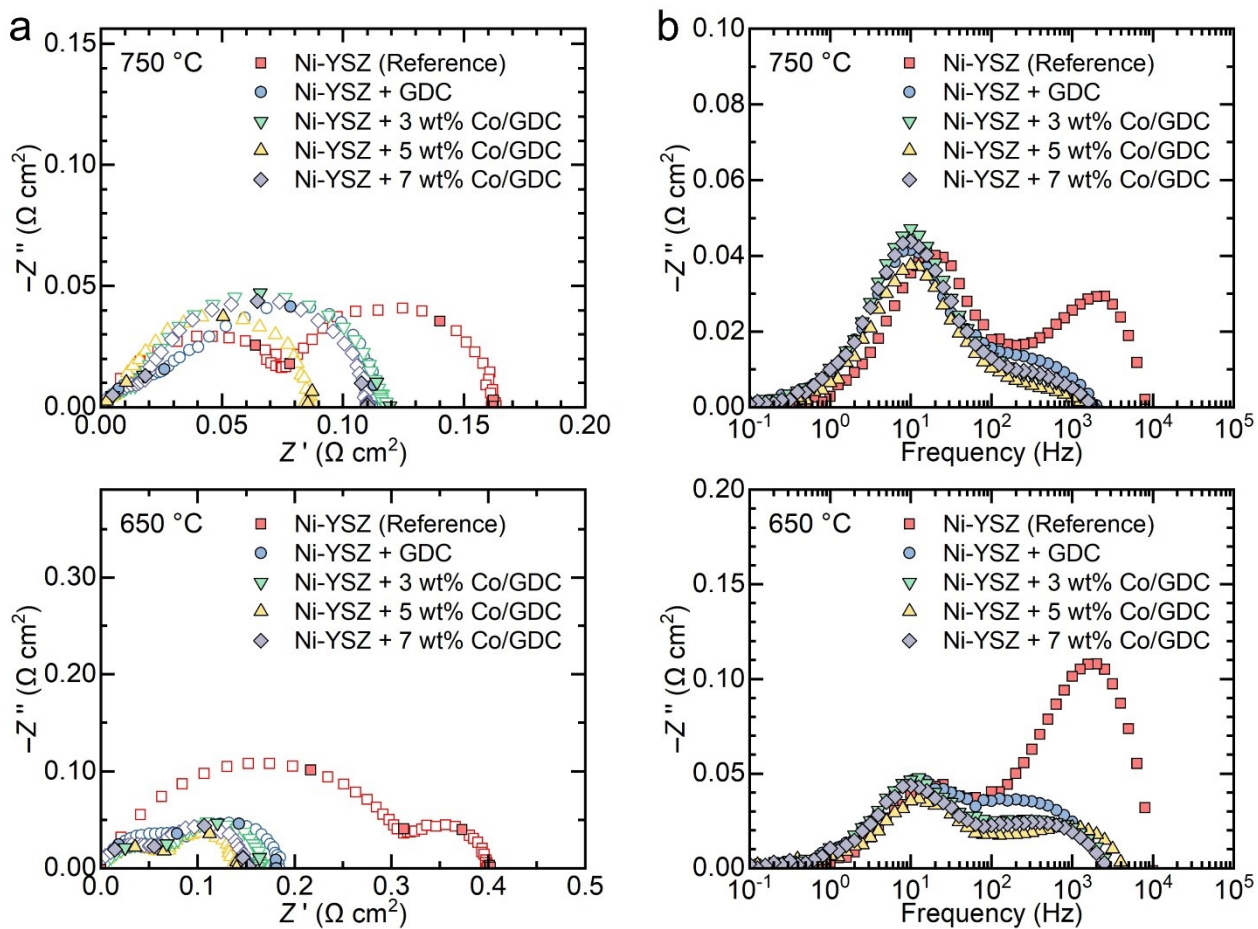 a
750 °C
Ni-YSZ (Reference)
Ni-YSZ + GDC
Ni-YSZ + 3 wt% Co/GDC
Ni-YSZ + 5 wt% Co/GDC
Ni-YSZ + 7 wt% Co/GDC
0.15
0.10
0.05
0.00
−Z'' (Ω cm²)
0.00 0.05 0.10 0.15 0.20
Z' (Ω cm²)
b
750 °C
Ni-YSZ (Reference)
Ni-YSZ + GDC
Ni-YSZ + 3 wt% Co/GDC
Ni-YSZ + 5 wt% Co/GDC
Ni-YSZ + 7 wt% Co/GDC
0.10
0.08
0.06
0.04
0.02
0.00
−Z'' (Ω cm²)
10⁻¹ 10⁰ 10¹ 10² 10³ 10⁴ 10⁵
Frequency (Hz)
650 °C
Ni-YSZ (Reference)
Ni-YSZ + GDC
Ni-YSZ + 3 wt% Co/GDC
Ni-YSZ + 5 wt% Co/GDC
Ni-YSZ + 7 wt% Co/GDC
0.30
0.20
0.10
0.00
−Z'' (Ω cm²)
0.0 0.1 0.2 0.3 0.4 0.5
Z' (Ω cm²)
650 °C
Ni-YSZ (Reference)
Ni-YSZ + GDC
Ni-YSZ + 3 wt% Co/GDC
Ni-YSZ + 5 wt% Co/GDC
Ni-YSZ + 7 wt% Co/GDC
0.20
0.15
0.10
0.05
0.00
−Z'' (Ω cm²)
10⁻¹ 10⁰ 10¹ 10² 10³ 10⁴ 10⁵
Frequency (Hz)